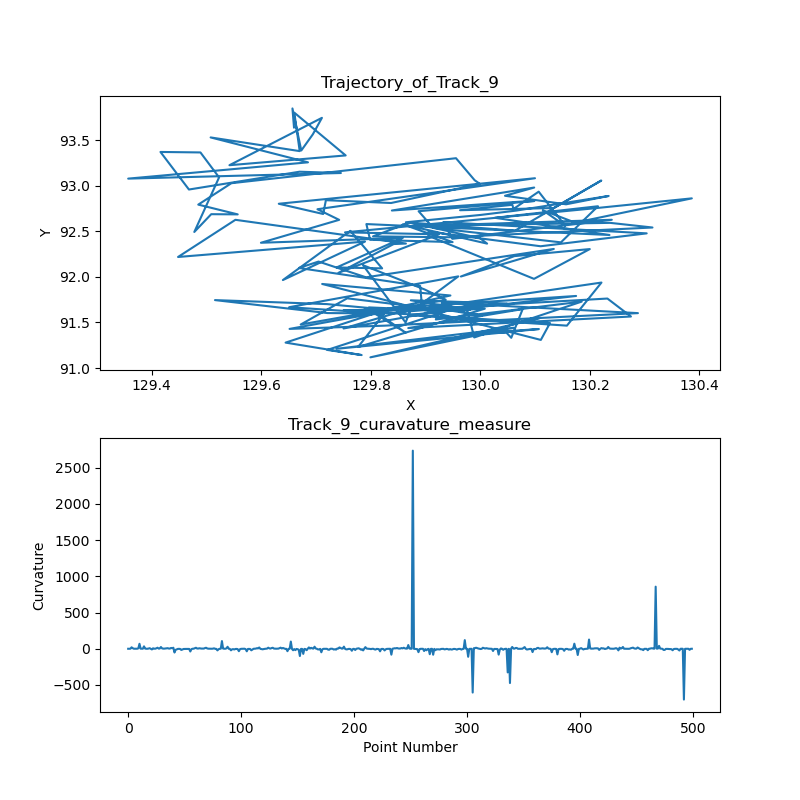 Trajectory_of_Track_9
93.5
93.0
92.5
92.0
91.5
91.0
Y
129.4 129.6 129.8 130.0 130.2 130.4
X
Track_9_curavature_measure
2500
2000
1500
1000
500
0
−500
Curvature
0 100 200 300 400 500
Point Number